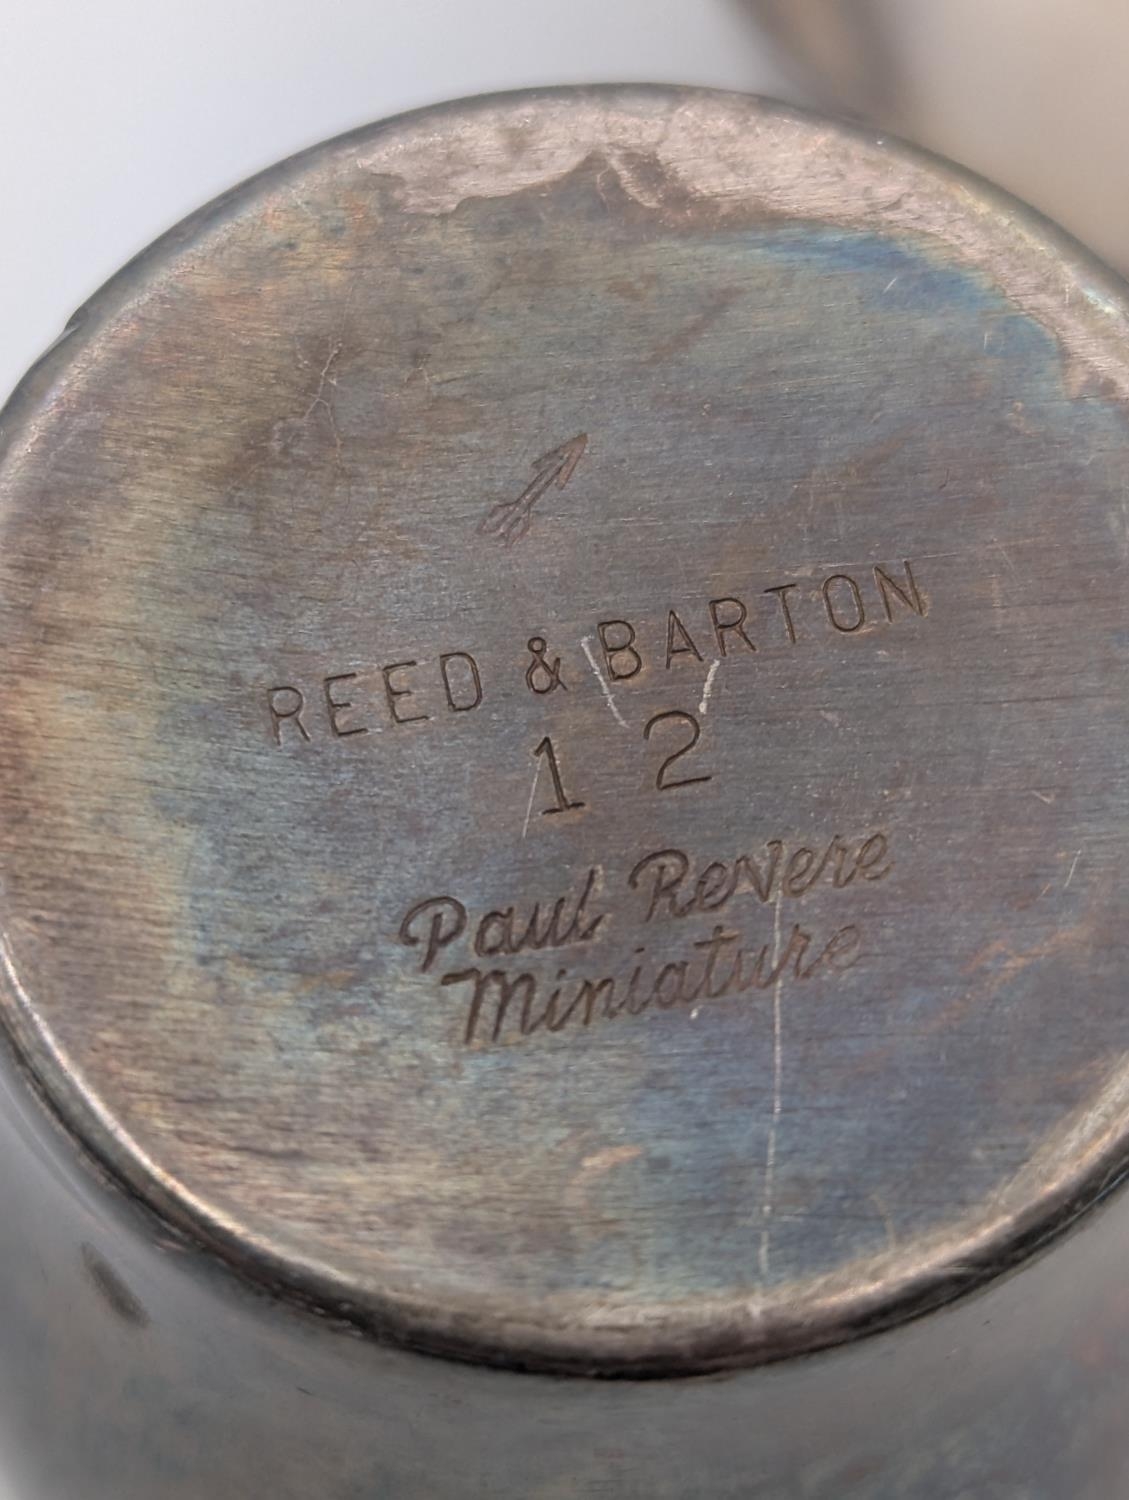 REED & BARTON
1 2
Paul Revere
Miniature